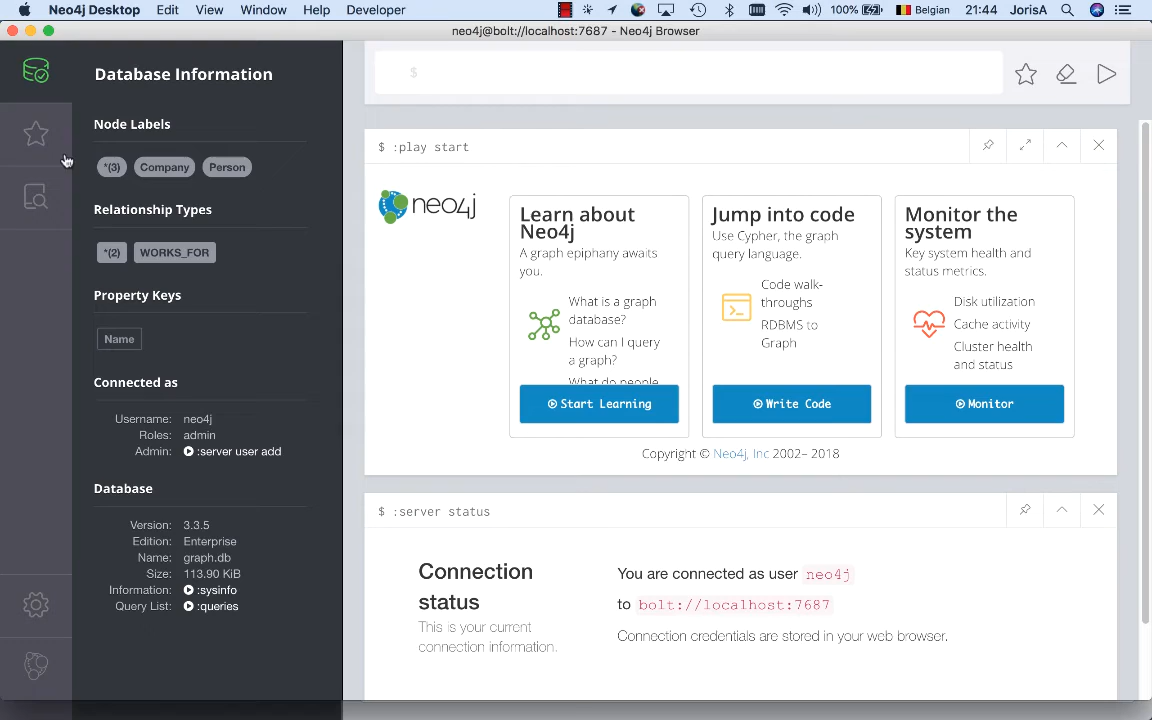 Neo4j Desktop Edit View Window Help Developer 100% Belgian 21:44 JorisA
neo4j@bolt://localhost:7687 - Neo4j Browser
Database Information
Node Labels
*(3) Company Person
Relationship Types
*(2) WORKS_FOR
Property Keys
Name
Connected as
Username: neo4j
Roles: admin
Admin: :server user add
Database
Version: 3.3.5
Edition: Enterprise
Name: graph.db
Size: 113.90 KiB
Information: :sysinfo
Query List: :queries
$
$ :play start
neo4j
Learn about
Neo4j
A graph epiphany awaits
you.
What is a graph
database?
How can I query
a graph?
What do people
Start Learning
Jump into code
Use Cypher, the graph
query language.
Code walk-
throughs
RDBMS to
Graph
Write Code
Monitor the
system
Key system health and
status metrics.
Disk utilization
Cache activity
Cluster health
and status
Monitor
Copyright © Neo4j, Inc 2002– 2018
$ :server status
Connection
status
This is your current
connection information.
You are connected as user neo4j
to bolt://localhost:7687
Connection credentials are stored in your web browser.